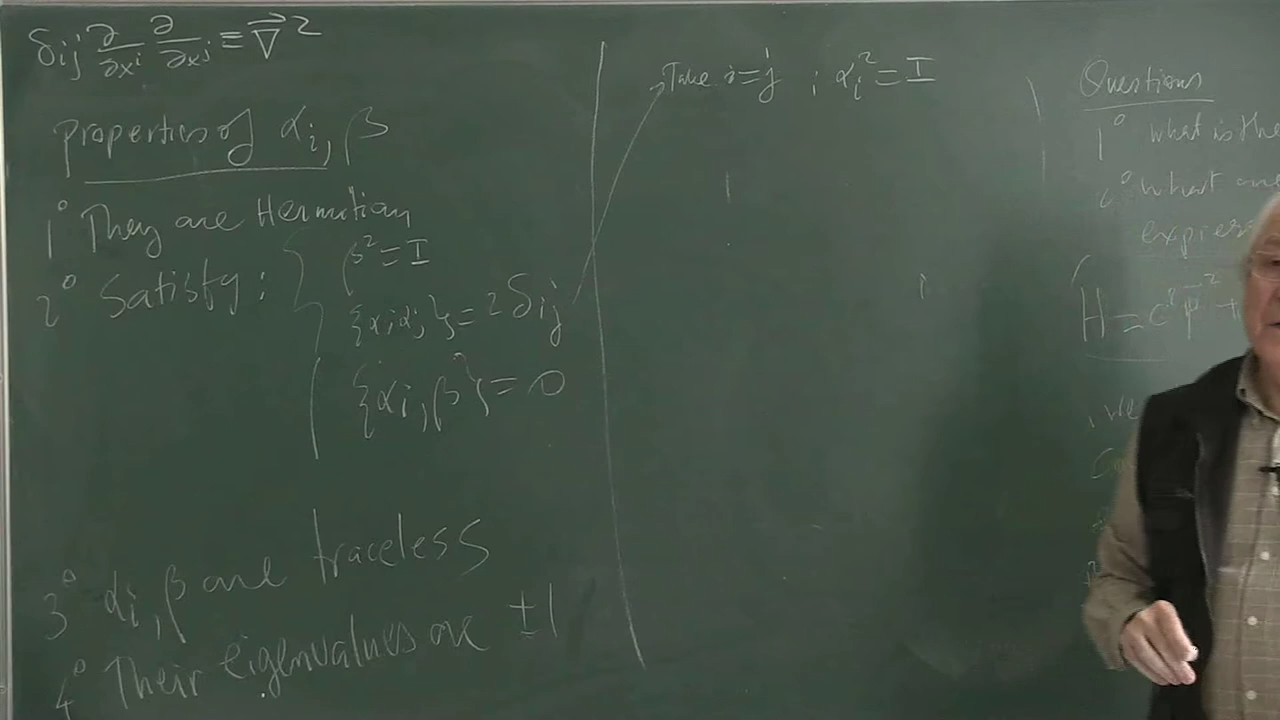 δij ∂/∂xⁱ ∂/∂xʲ ≡ ∇⃗²
properties of αi, β
1° They are Hermitian
2° Satisfy : { β² = I
{αi αj} = 2δij
{αi, β} = 0
3° αi, β are traceless
4° Their eigenvalues are ±1
Take i=j ; αi² = I
Questions
1° what is the
2° what are
express
H = c² p⃗² +
, we